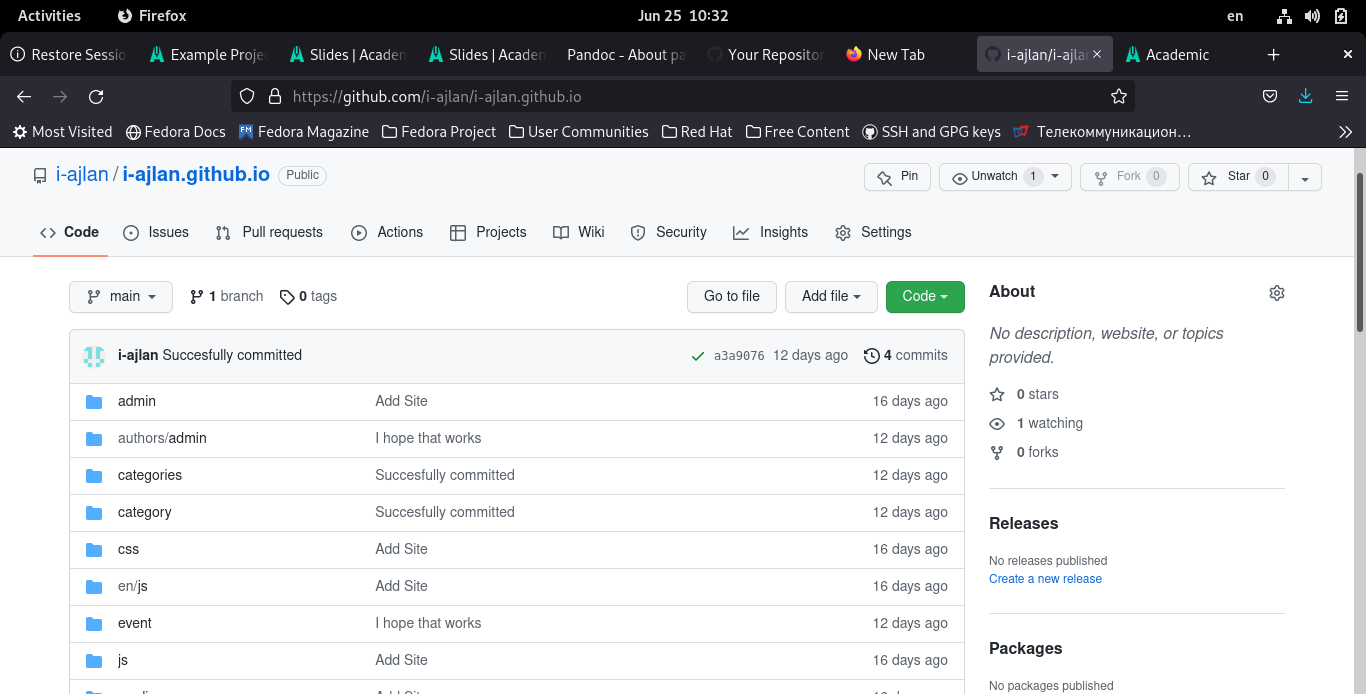 Activities Firefox Jun 25 10:32 en
Restore Sessio Example Proje Slides | Academ Slides | Academ Pandoc - About pa Your Repositor New Tab i-ajlan/i-ajlan Academic
https://github.com/i-ajlan/i-ajlan.github.io
Most Visited Fedora Docs Fedora Magazine Fedora Project User Communities Red Hat Free Content SSH and GPG keys Телекоммуникацион…
i-ajlan / i-ajlan.github.io Public Pin Unwatch 1 Fork 0 Star 0
Code Issues Pull requests Actions Projects Wiki Security Insights Settings
main 1 branch 0 tags Go to file Add file Code
About
No description, website, or topics
provided.
i-ajlan Succesfully committed a3a9076 12 days ago 4 commits
admin Add Site 16 days ago
0 stars
1 watching
0 forks
authors/admin I hope that works 12 days ago
categories Succesfully committed 12 days ago
category Succesfully committed 12 days ago
css Add Site 16 days ago
en/js Add Site 16 days ago
event I hope that works 12 days ago
js Add Site 16 days ago
Releases
No releases published
Create a new release
Packages
No packages published